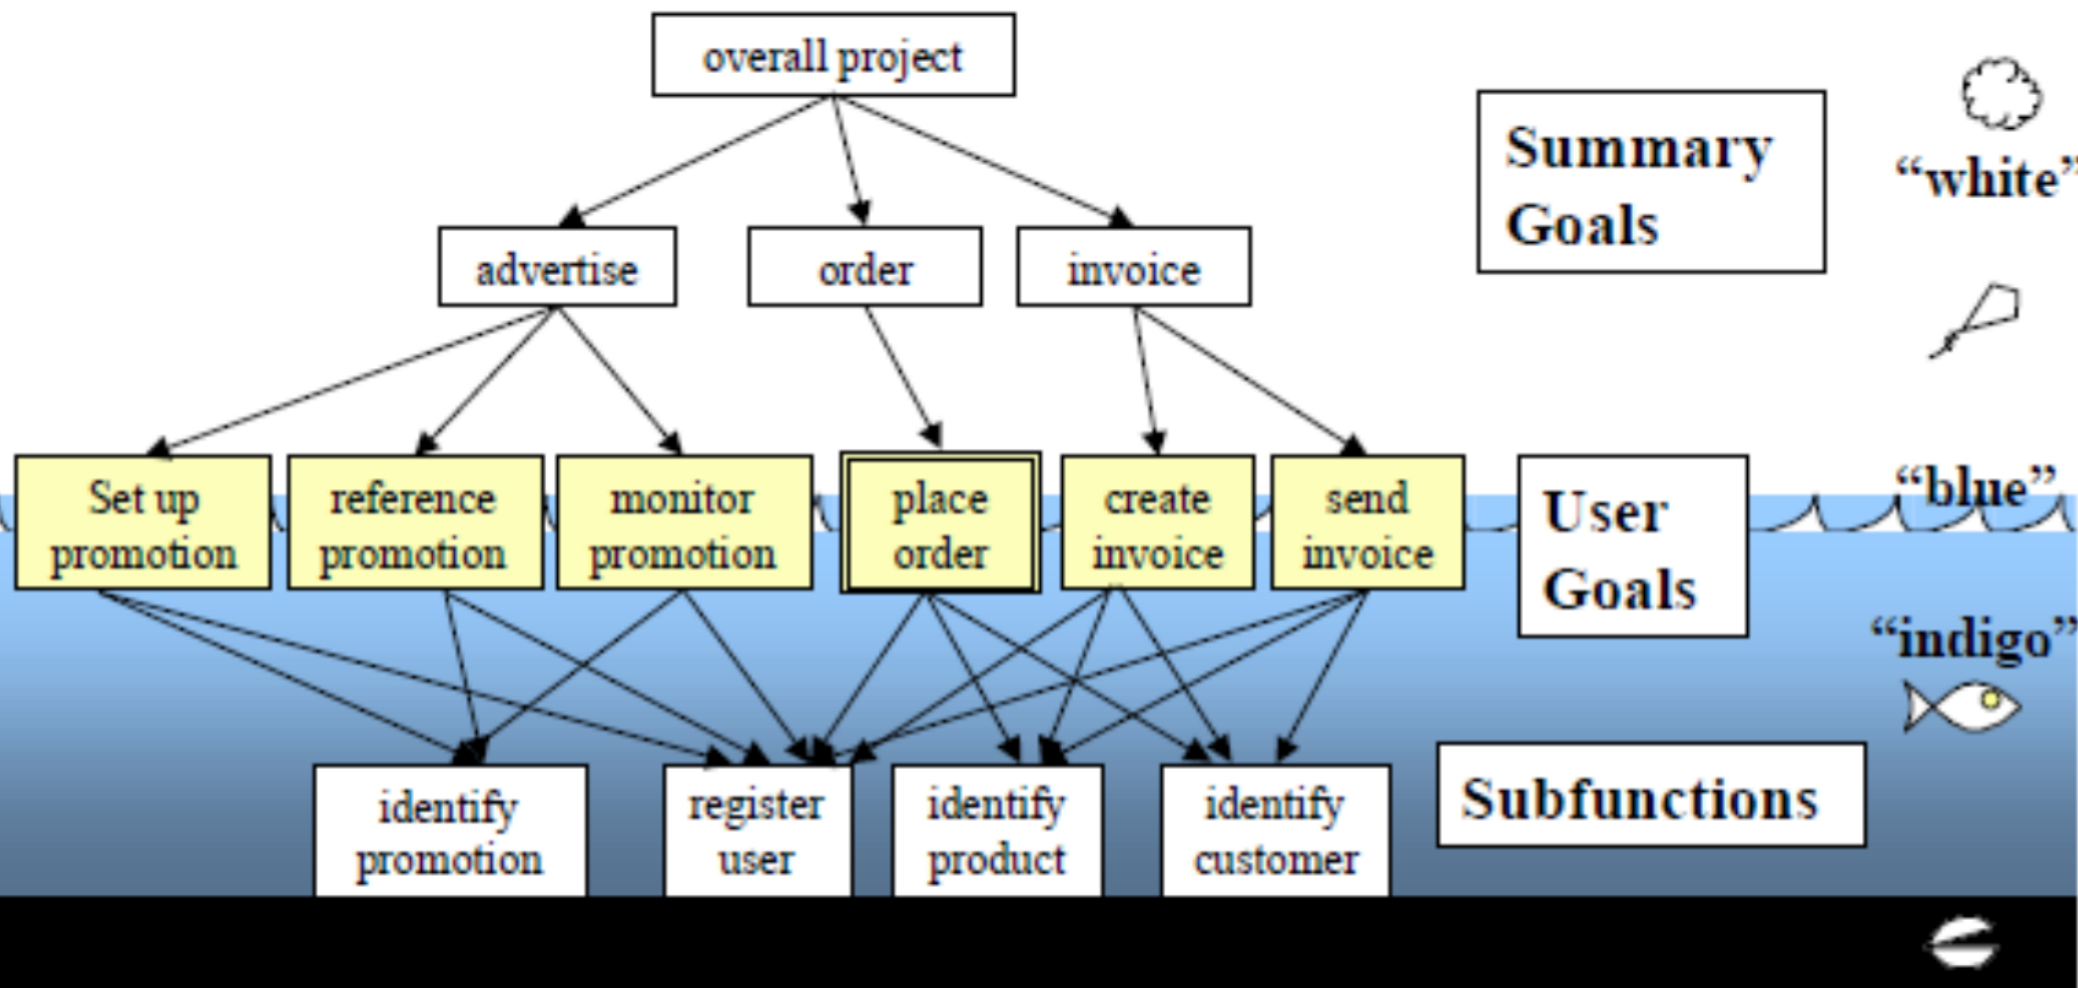 overall project
Summary
Goals
“white”
advertise
order
invoice
Set up
promotion
reference
promotion
monitor
promotion
place
order
create
invoice
send
invoice
User
Goals
“blue”
“indigo”
identify
promotion
register
user
identify
product
identify
customer
Subfunctions